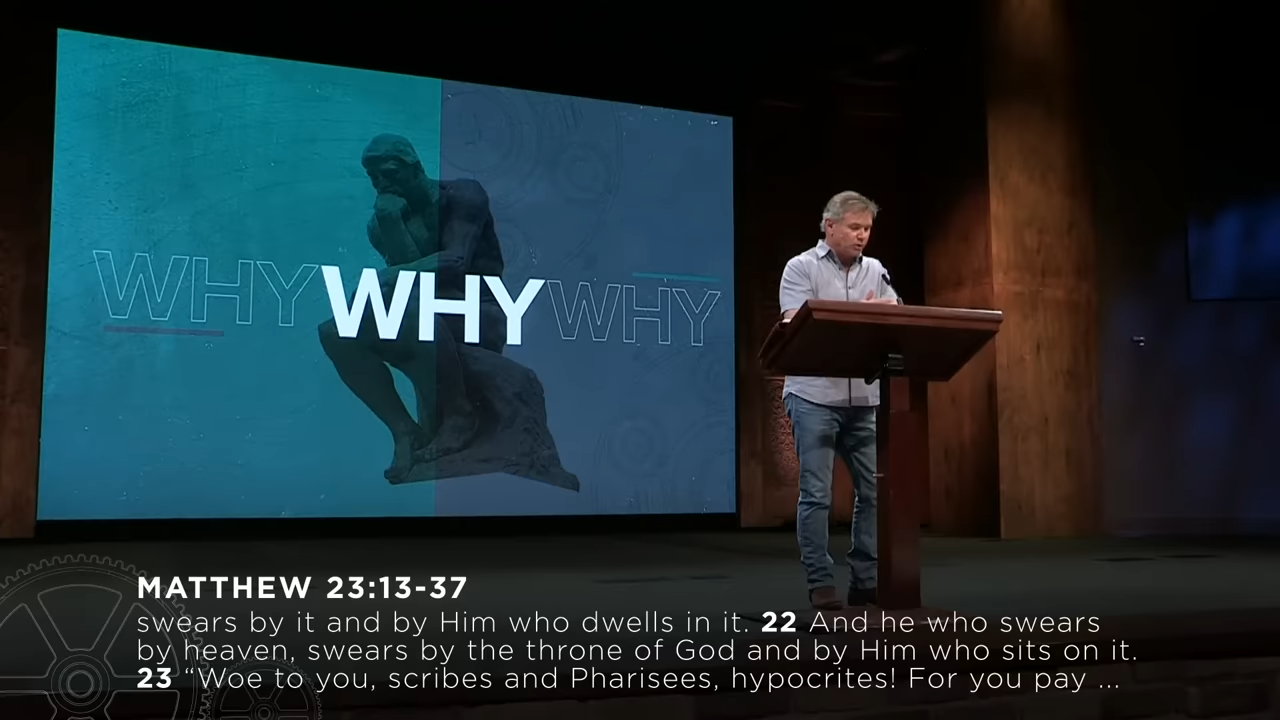 WHY WHY WHY
MATTHEW 23:13-37
swears by it and by Him who dwells in it. 22 And he who swears
by heaven, swears by the throne of God and by Him who sits on it.
23 “Woe to you, scribes and Pharisees, hypocrites! For you pay ...